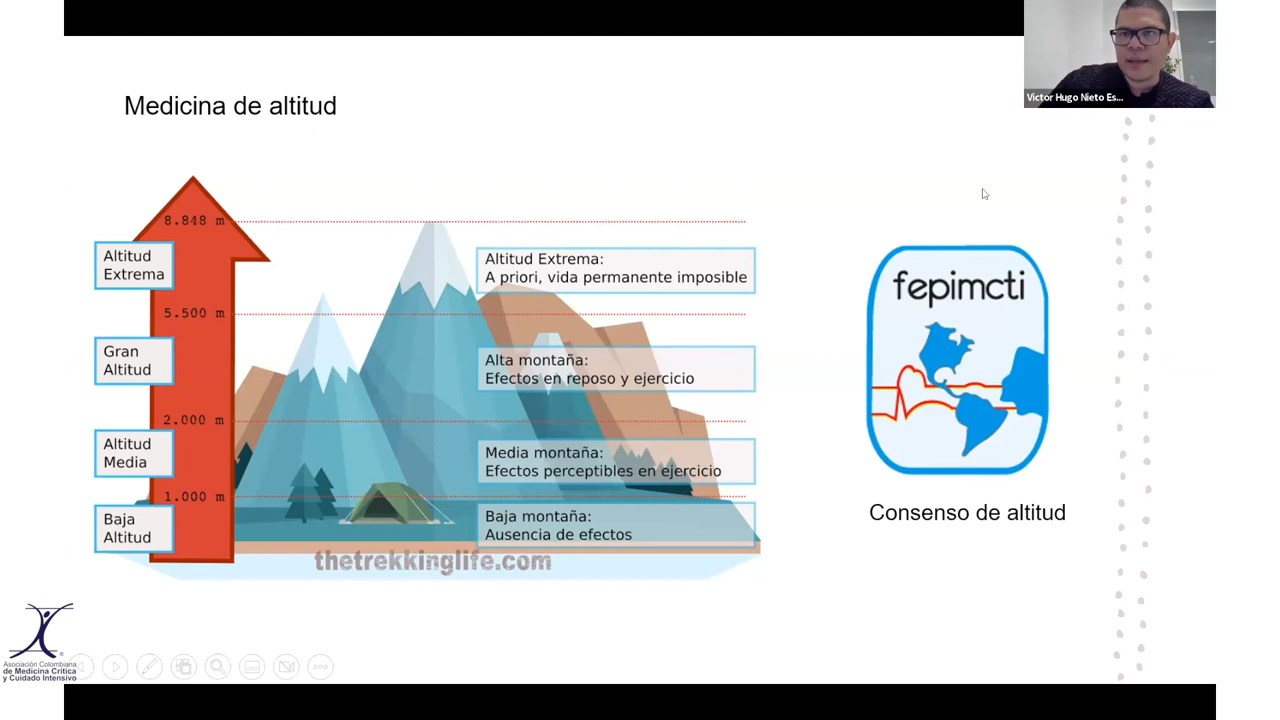 Victor Hugo Nieto Es...
Medicina de altitud
8.848 m
Altitud
Extrema
Altitud Extrema:
A priori, vida permanente imposible
5.500 m
Gran
Altitud
Alta montaña:
Efectos en reposo y ejercicio
2.000 m
Altitud
Media
Media montaña:
Efectos perceptibles en ejercicio
1.000 m
Baja
Altitud
Baja montaña:
Ausencia de efectos
thetrekkinglife.com
fepimcti
Consenso de altitud
Asociación Colombiana
de Medicina Crítica
y Cuidado Intensivo